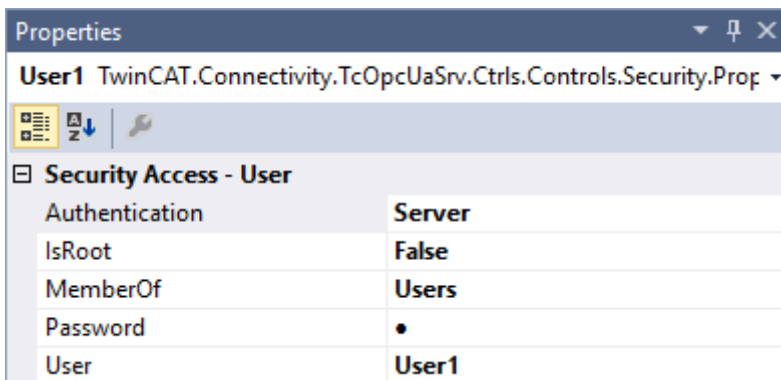 Properties
User1 TwinCAT.Connectivity.TcOpcUaSrv.Ctrls.Controls.Security.Prop
Security Access - User
Authentication Server
IsRoot False
MemberOf Users
Password ●
User User1